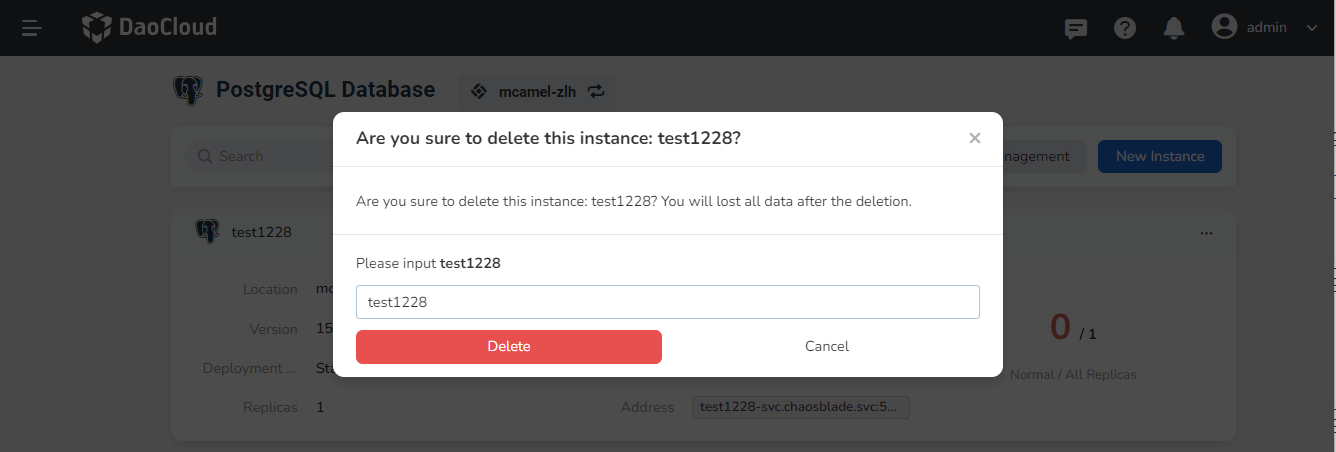 DaoCloud
admin
PostgreSQL Database
mcamel-zlh
Are you sure to delete this instance: test1228?
Search
New Instance
Are you sure to delete this instance: test1228? You will lost all data after the deletion.
test1228
...
Please input test1228
Location
test1228
Version
15
0 / 1
Delete
Cancel
Deployment ...
Normal / All Replicas
Replicas
1
Address
test1228-svc.chaosblade.svc:5...